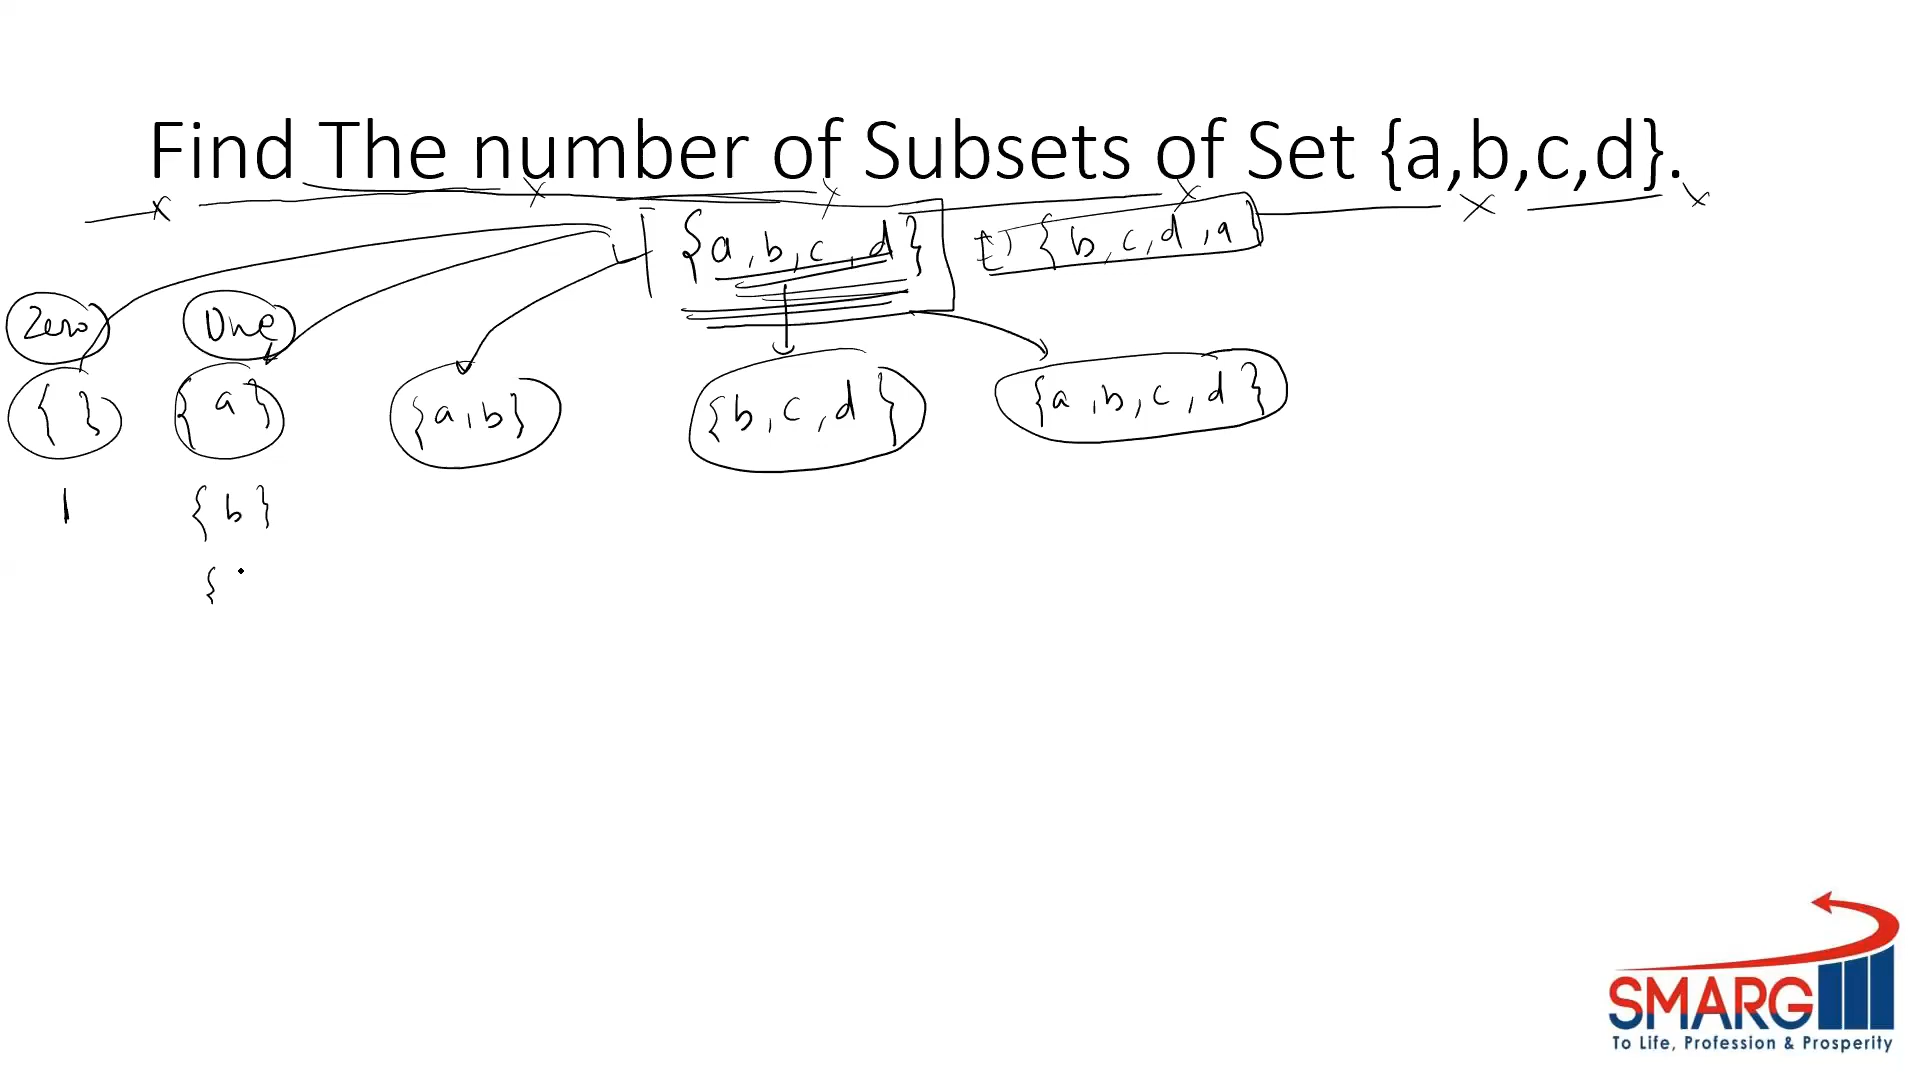 Find The number of Subsets of Set {a,b,c,d}.
{a,b,c,d} {b,c,d,a}
Zero One
{ } {a} {a,b} {b,c,d} {a,b,c,d}
1 {b}
{
SMARG
To Life, Profession & Prosperity